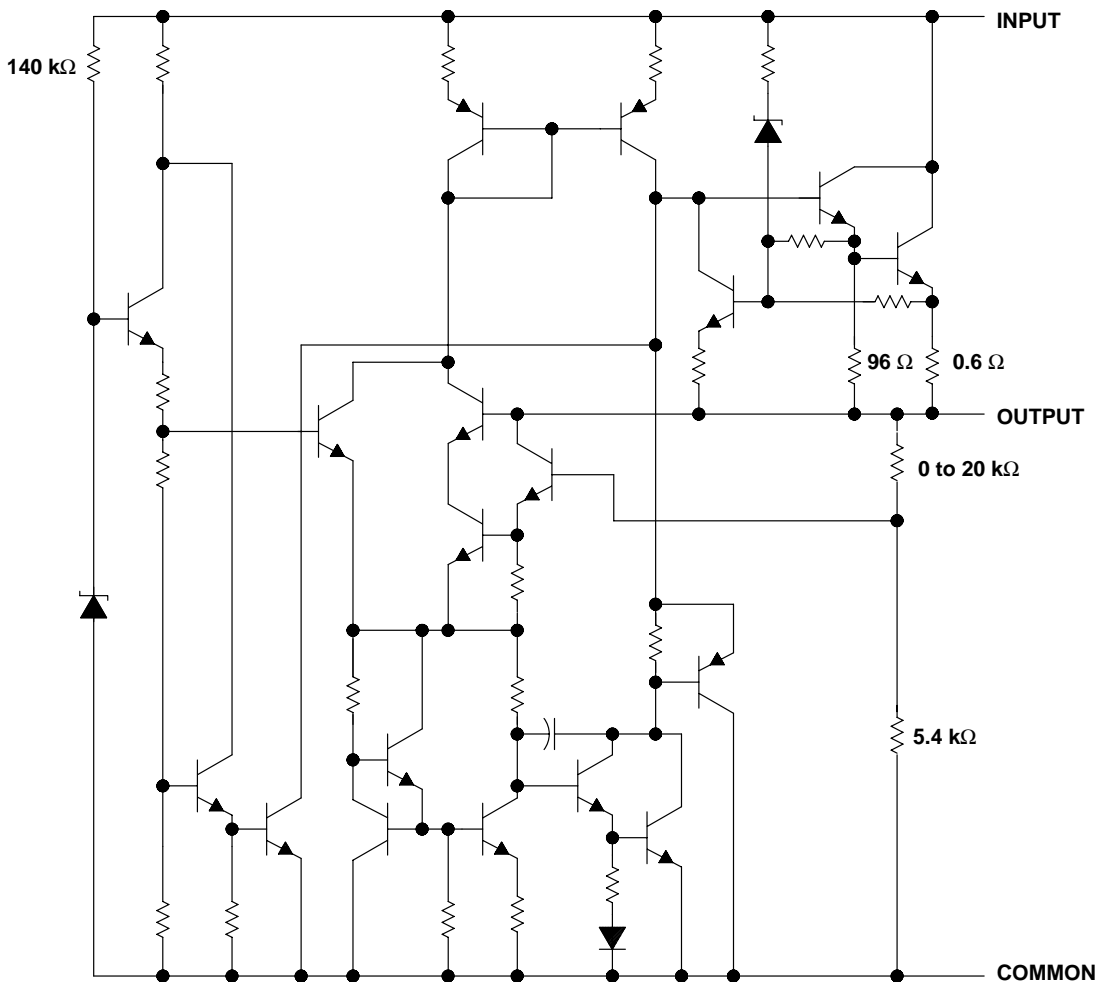 INPUT
140 kΩ
96 Ω
0.6 Ω
OUTPUT
0 to 20 kΩ
5.4 kΩ
COMMON